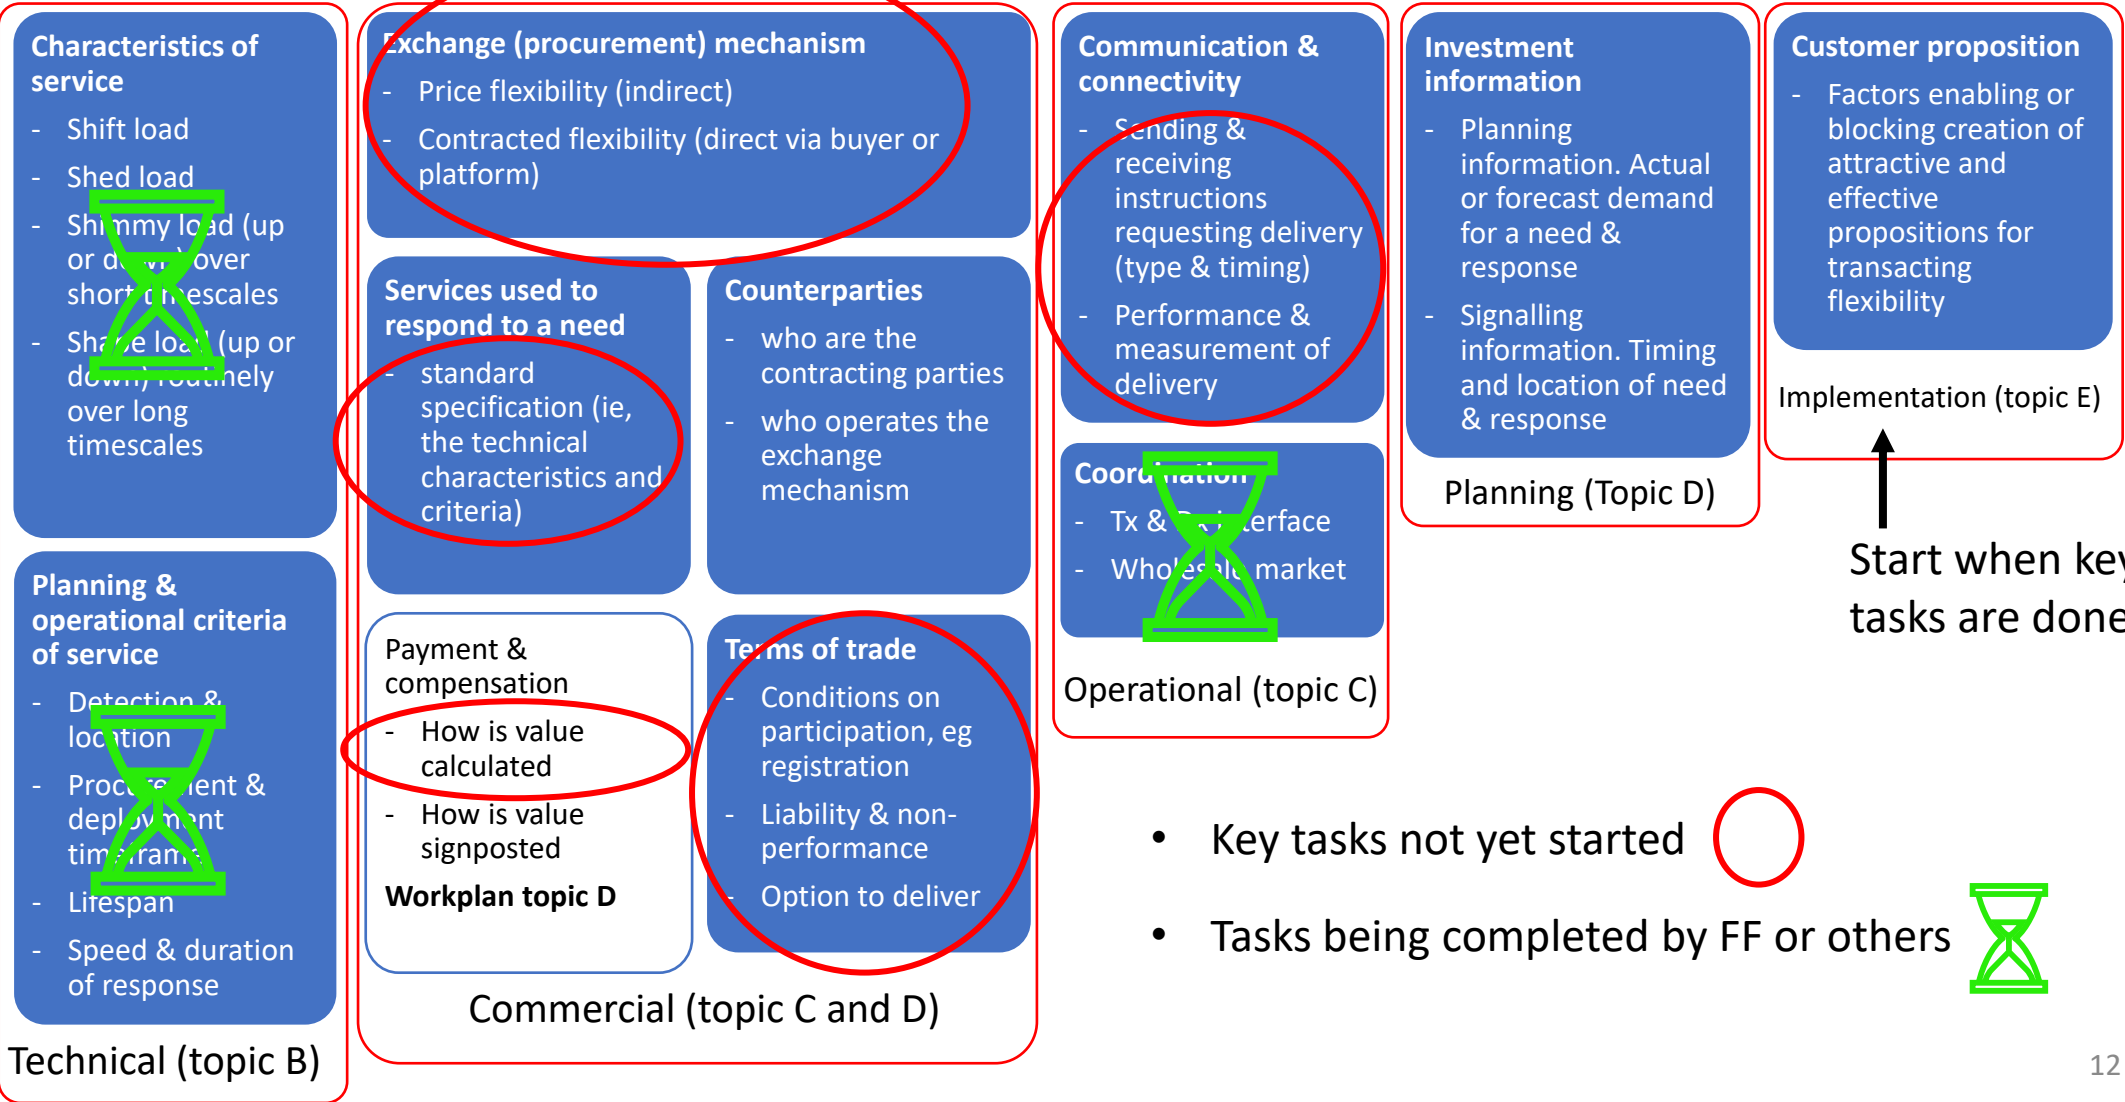 Characteristics of
service
- Shift load
- Shed load
- Shimmy load (up
or down) over
short timescales
- Shape load (up or
down) routinely
over long
timescales
Planning &
operational criteria
of service
- Detection &
location
- Procurement &
deployment
timeframe
- Lifespan
- Speed & duration
of response
Technical (topic B)
Exchange (procurement) mechanism
- Price flexibility (indirect)
- Contracted flexibility (direct via buyer or
platform)
Services used to
respond to a need
- standard
specification (ie,
the technical
characteristics and
criteria)
Counterparties
- who are the
contracting parties
- who operates the
exchange
mechanism
Payment &
compensation
- How is value
calculated
- How is value
signposted
Workplan topic D
Terms of trade
- Conditions on
participation, eg
registration
- Liability & non-
performance
- Option to deliver
Commercial (topic C and D)
Communication &
connectivity
- Sending &
receiving
instructions
requesting delivery
(type & timing)
- Performance &
measurement of
delivery
Coordination
- Tx & Dx interface
- Wholesale market
Operational (topic C)
Investment
information
- Planning
information. Actual
or forecast demand
for a need &
response
- Signalling
information. Timing
and location of need
& response
Planning (Topic D)
Customer proposition
- Factors enabling or
blocking creation of
attractive and
effective
propositions for
transacting
flexibility
Implementation (topic E)
Start when key
tasks are done
• Key tasks not yet started
• Tasks being completed by FF or others
12